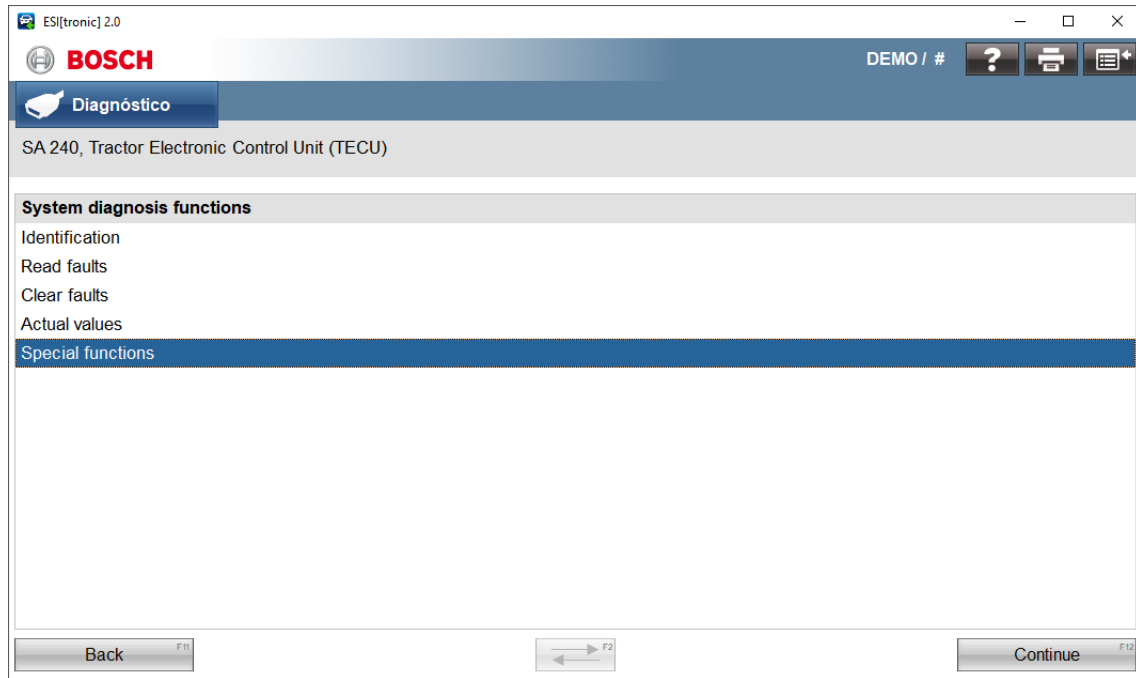 ESI[tronic] 2.0
BOSCH
DEMO / #
?
Diagnóstico
SA 240, Tractor Electronic Control Unit (TECU)
System diagnosis functions
Identification
Read faults
Clear faults
Actual values
Special functions
Back F11
F2
Continue F12